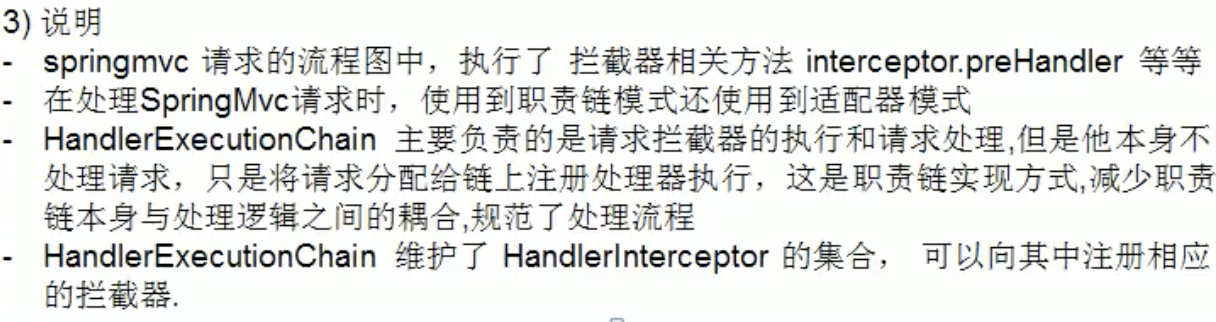 3) 说明
- springmvc 请求的流程图中，执行了 拦截器相关方法 interceptor.preHandler 等等
- 在处理SpringMvc请求时，使用到职责链模式还使用到适配器模式
- HandlerExecutionChain 主要负责的是请求拦截器的执行和请求处理,但是他本身不
处理请求，只是将请求分配给链上注册处理器执行，这是职责链实现方式,减少职责
链本身与处理逻辑之间的耦合,规范了处理流程
- HandlerExecutionChain 维护了 HandlerInterceptor 的集合， 可以向其中注册相应
的拦截器.